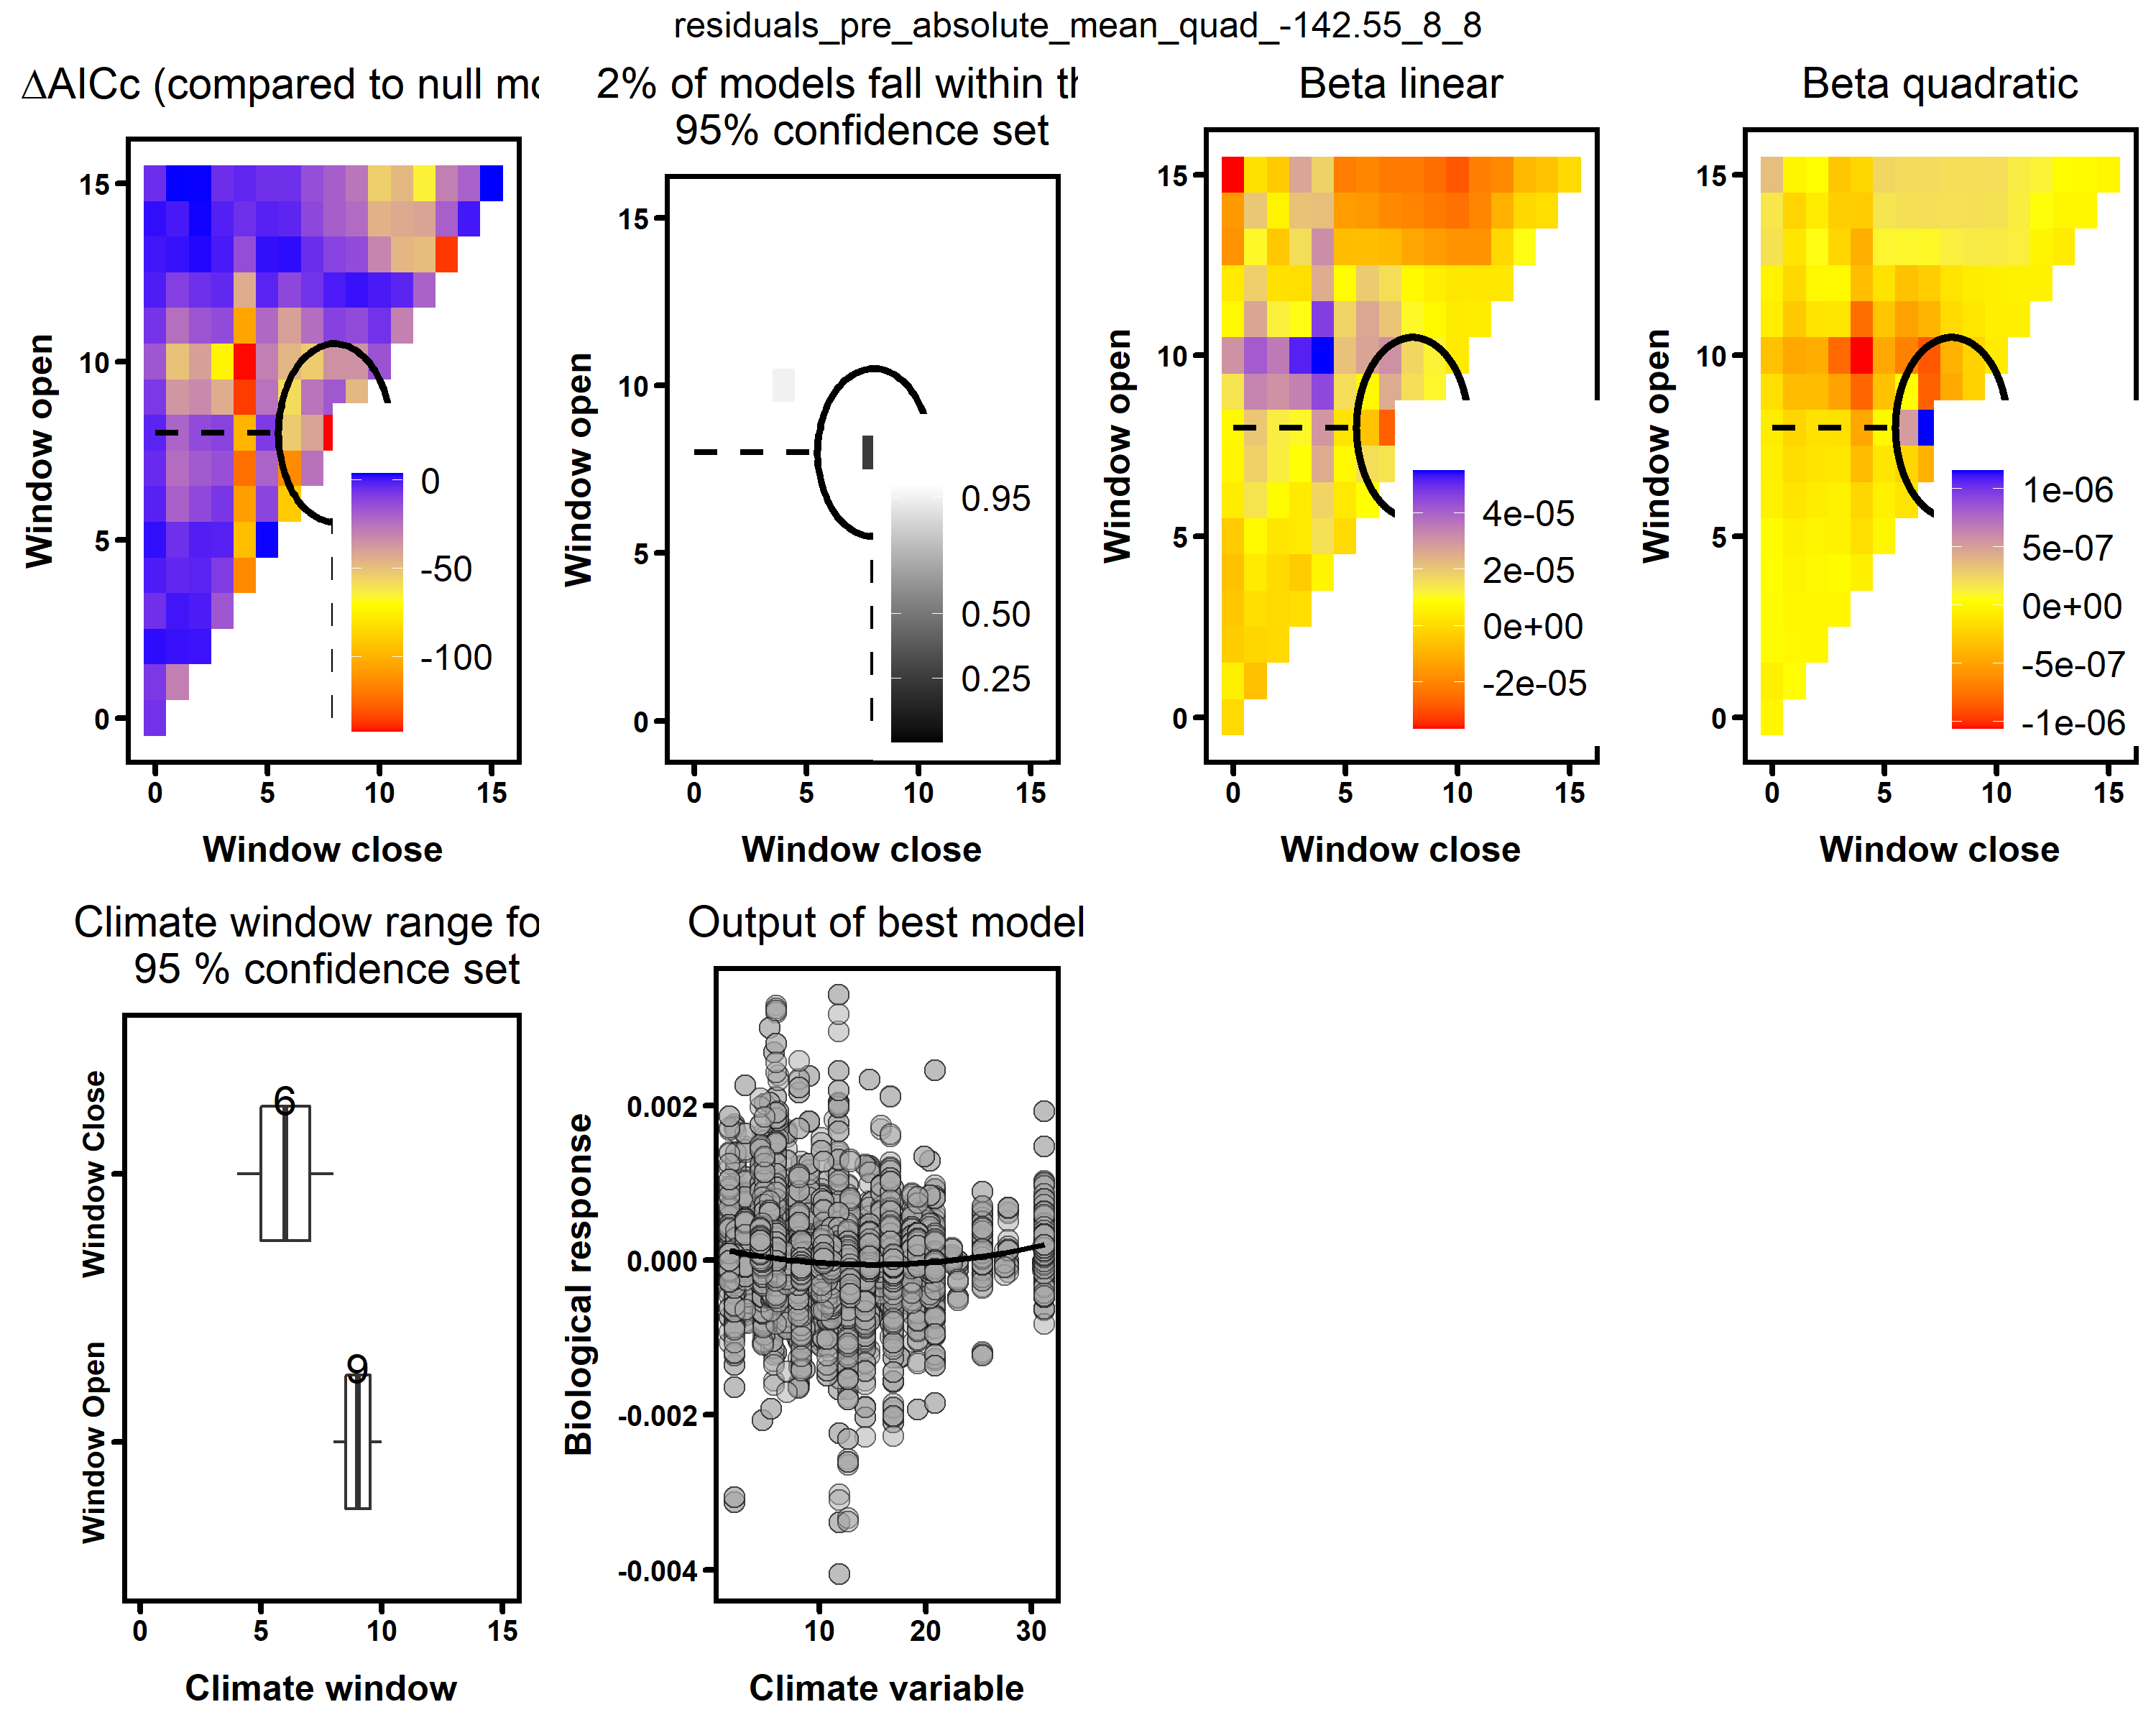 residuals_pre_absolute_mean_quad_-142.55_8_8
ΔAICc (compared to null mo
Window open
15
10
5
0
0
-50
-100
0 5 10 15
Window close
2% of models fall within th
95% confidence set
Window open
15
10
5
0
0.95
0.50
0.25
0 5 10 15
Window close
Beta linear
Window open
15
10
5
0
4e-05
2e-05
0e+00
-2e-05
0 5 10 15
Window close
Beta quadratic
Window open
15
10
5
0
1e-06
5e-07
0e+00
-5e-07
-1e-06
0 5 10 15
Window close
Climate window range fo
95 % confidence set
Window Close
6
Window Open
9
0 5 10 15
Climate window
Output of best model
Biological response
0.002
0.000
-0.002
-0.004
10 20 30
Climate variable